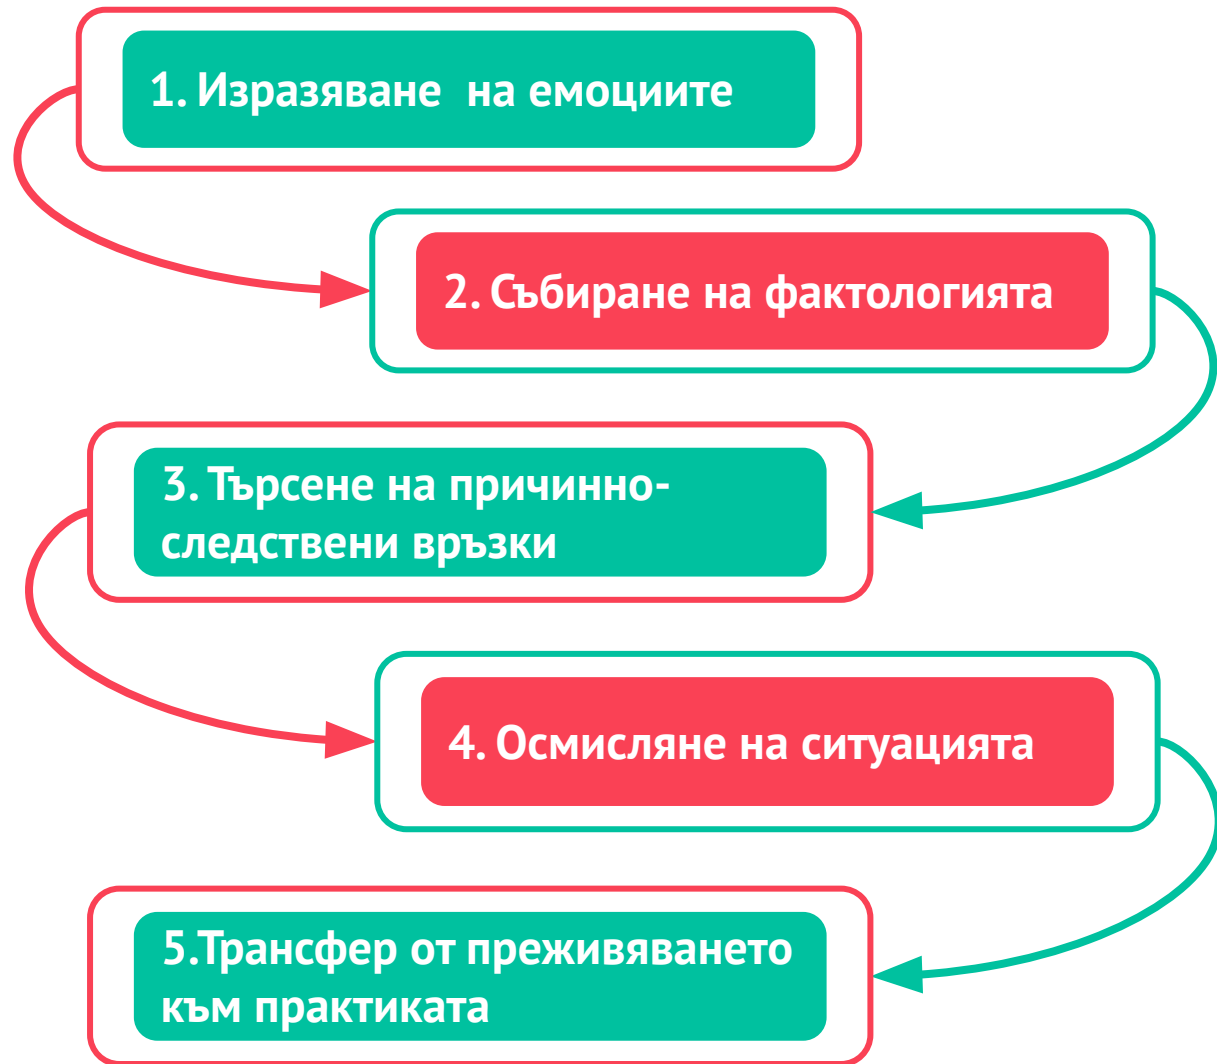 1. Изразяване на емоциите
2. Събиране на фактологията
3. Търсене на причинно-
следствени връзки
4. Осмисляне на ситуацията
5.Трансфер от преживяването
към практиката